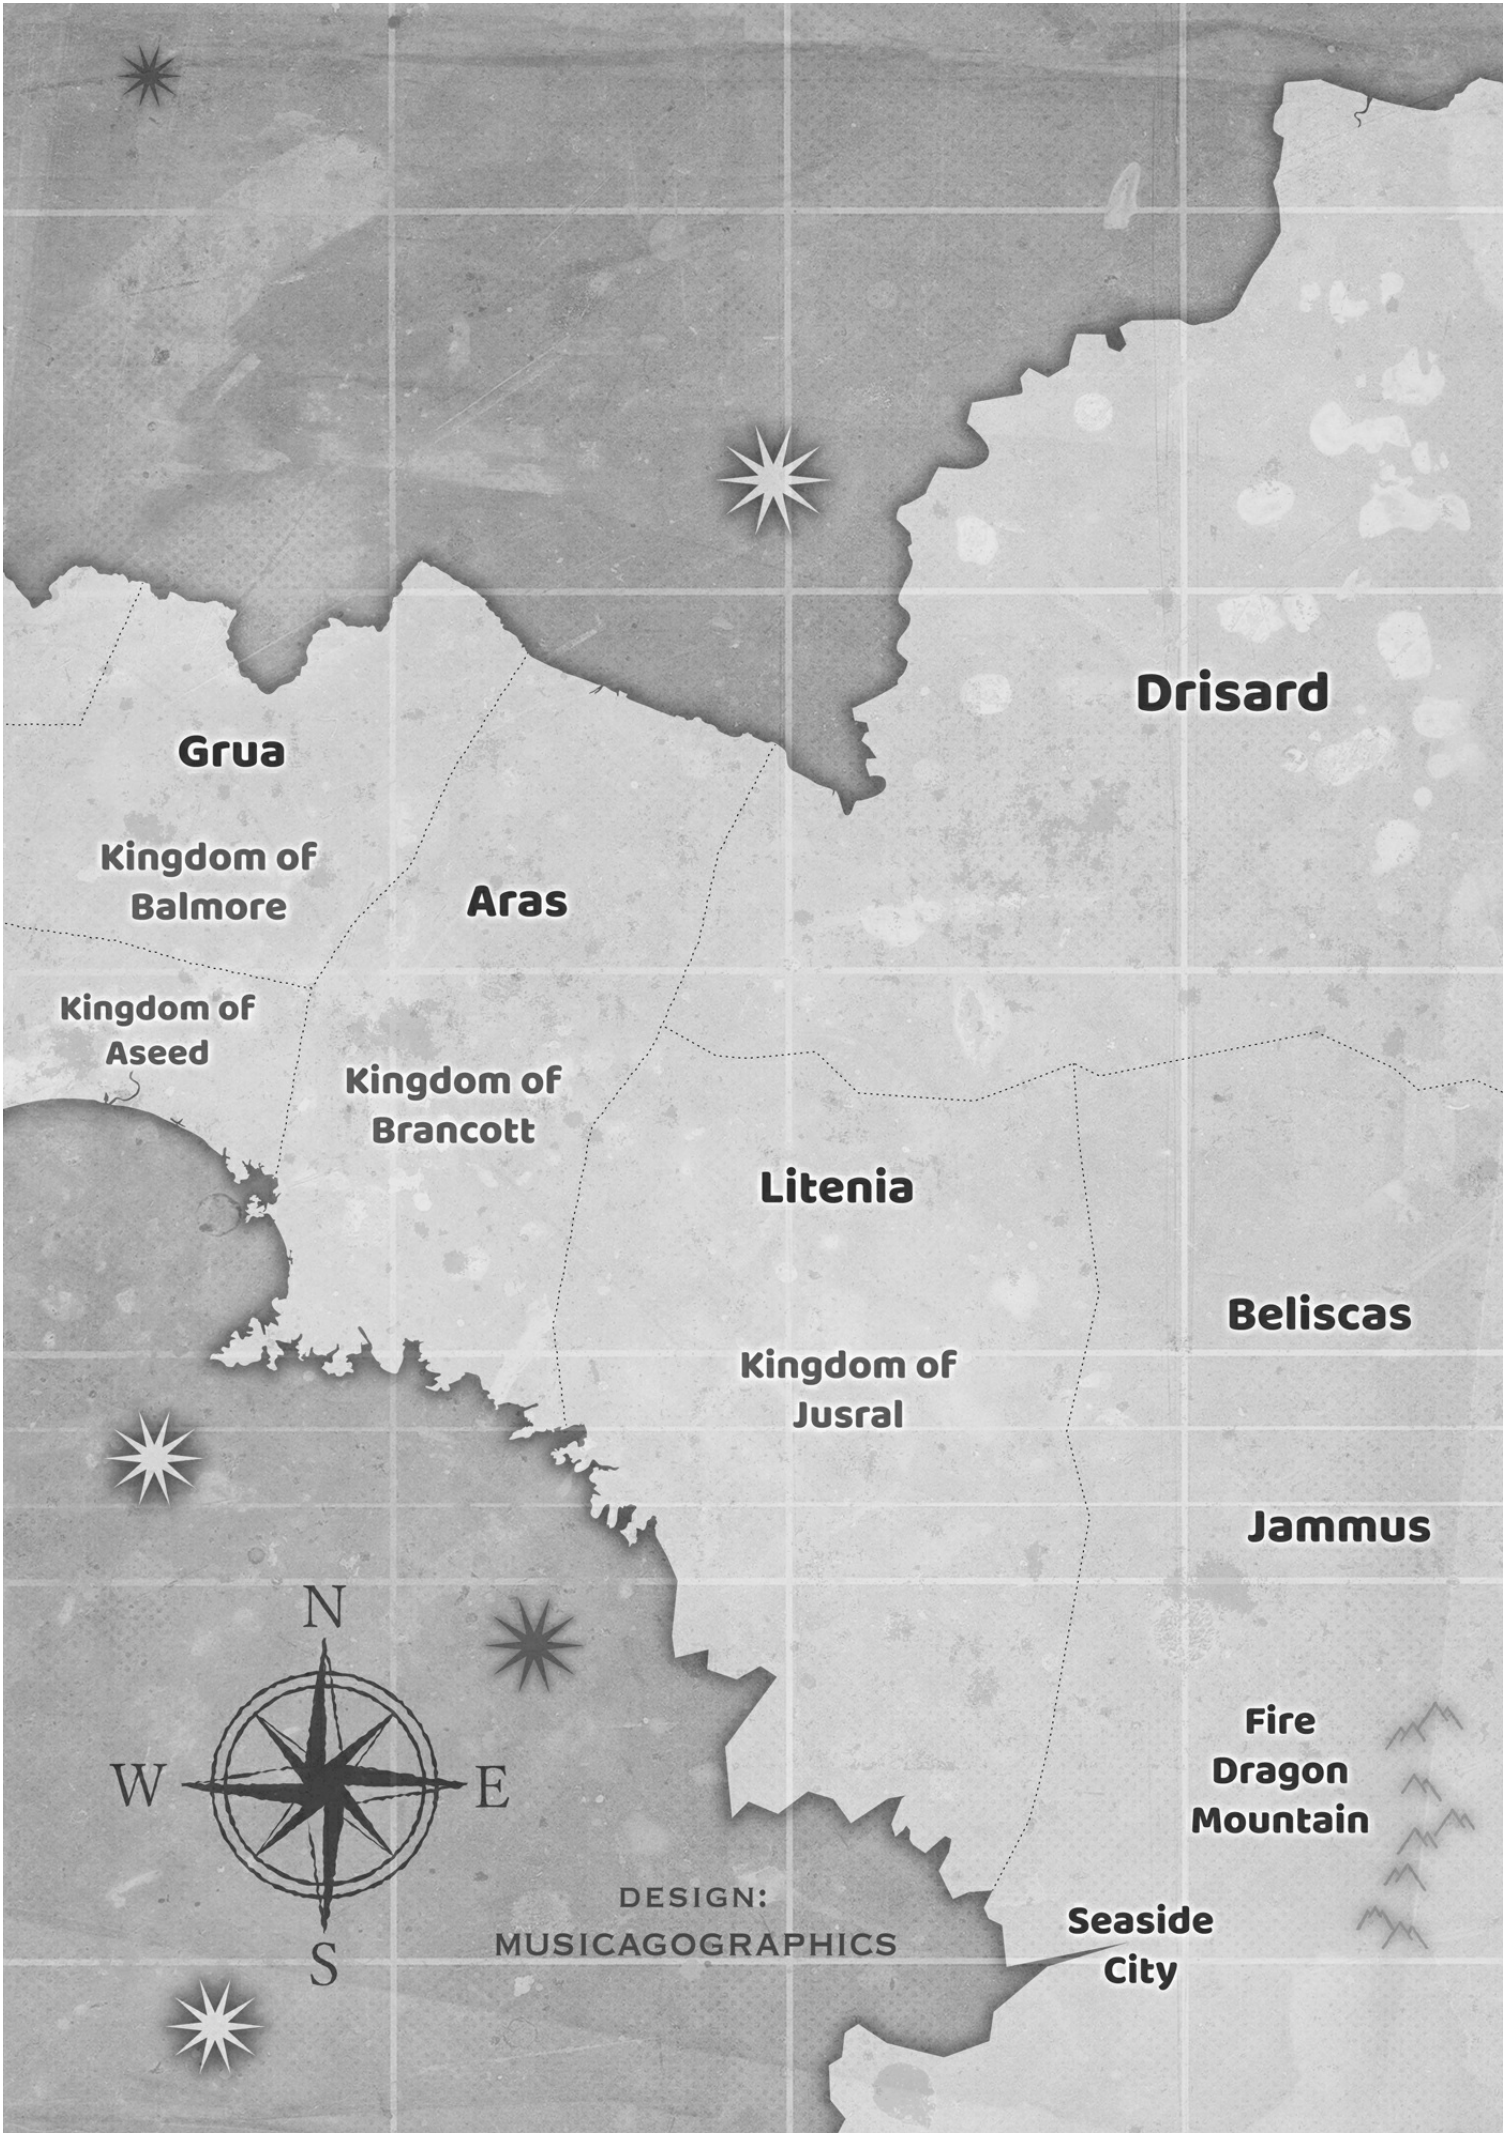 Drisard
Grua
Kingdom of
Balmore
Aras
Kingdom of
Aseed
Kingdom of
Brancott
Litenia
Beliscas
Kingdom of
Jusral
Jammus
N
W
E
S
Fire
Dragon
Mountain
DESIGN:
MUSICAGOGRAPHICS
Seaside
City